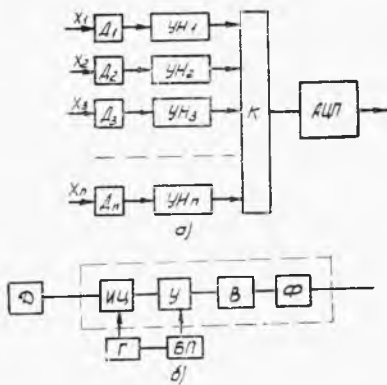 X1 Д1 УН1
X2 Д2 УН2
X3 Д3 УН3
К АЦП
Xn Дn УНn
а)
Д ИЦ У В Ф
Г БП
б)